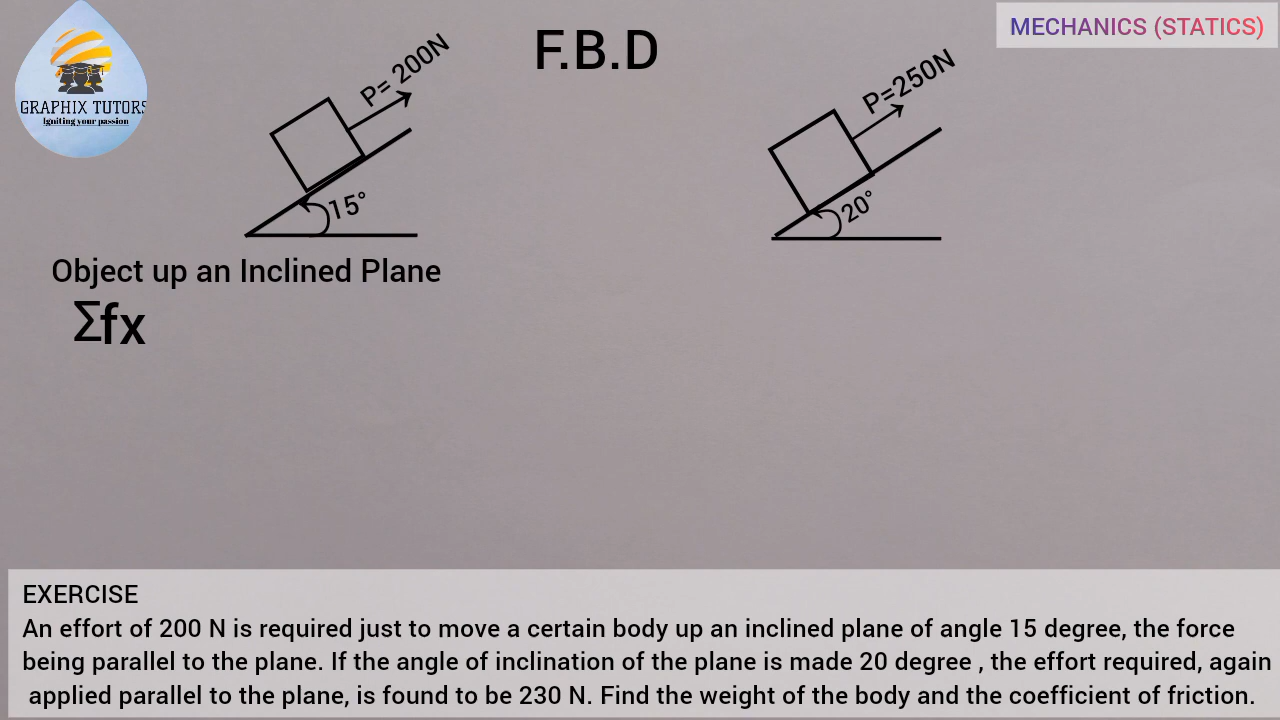 F.B.D
MECHANICS (STATICS)
GRAPHIX TUTORS
Igniting your passion
P= 200N
15°
P=250N
20°
Object up an Inclined Plane
Σfx
EXERCISE
An effort of 200 N is required just to move a certain body up an inclined plane of angle 15 degree, the force
being parallel to the plane. If the angle of inclination of the plane is made 20 degree , the effort required, again
applied parallel to the plane, is found to be 230 N. Find the weight of the body and the coefficient of friction.